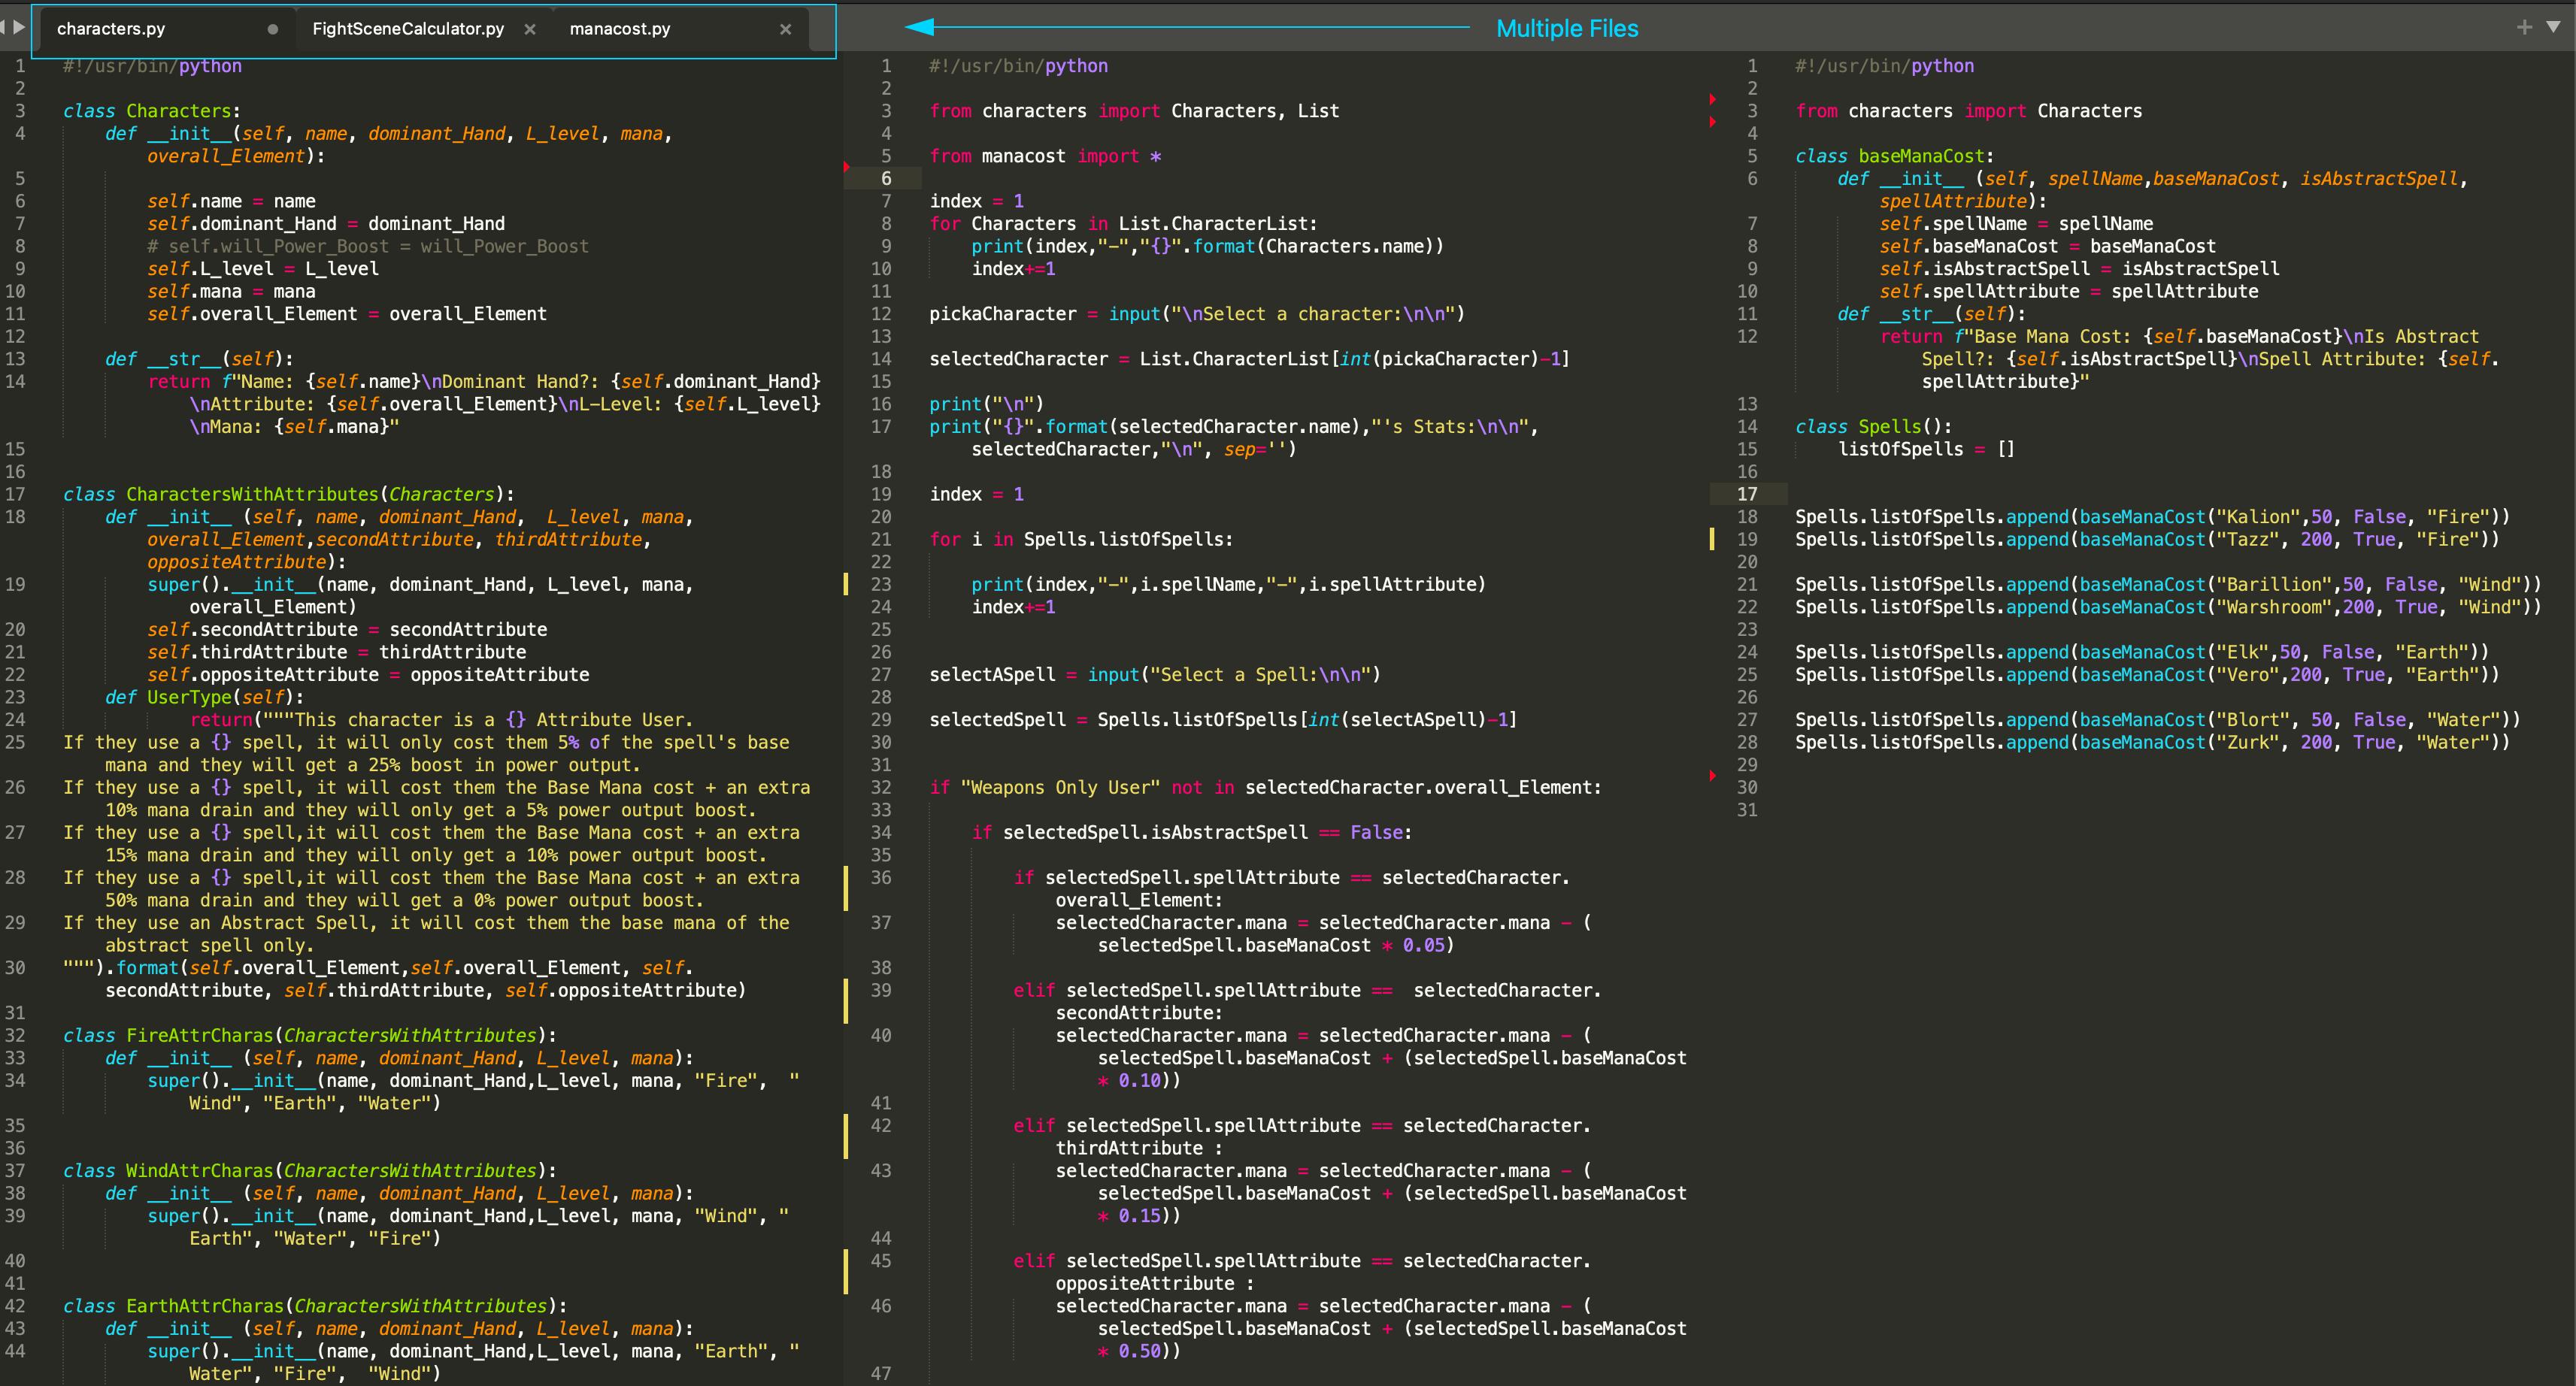 characters.py
FightSceneCalculator.py ×
manacost.py ×
Multiple Files
1 #!/usr/bin/python
2
3 class Characters:
4 def __init__(self, name, dominant_Hand, L_level, mana,
overall_Element):
5
6 self.name = name
7 self.dominant_Hand = dominant_Hand
8 # self.will_Power_Boost = will_Power_Boost
9 self.L_level = L_level
10 self.mana = mana
11 self.overall_Element = overall_Element
12
13 def __str__(self):
14 return f"Name: {self.name}\nDominant Hand?: {self.dominant_Hand}
\nAttribute: {self.overall_Element}\nL-Level: {self.L_level}
\nMana: {self.mana}"
15
16
17 class CharactersWithAttributes(Characters):
18 def __init__ (self, name, dominant_Hand,  L_level, mana,
overall_Element,secondAttribute, thirdAttribute,
oppositeAttribute):
19 super().__init__(name, dominant_Hand, L_level, mana,
overall_Element)
20 self.secondAttribute = secondAttribute
21 self.thirdAttribute = thirdAttribute
22 self.oppositeAttribute = oppositeAttribute
23 def UserType(self):
24 return("""This character is a {} Attribute User.
25 If they use a {} spell, it will only cost them 5% of the spell's base
mana and they will get a 25% boost in power output.
26 If they use a {} spell, it will cost them the Base Mana cost + an extra
10% mana drain and they will only get a 5% power output boost.
27 If they use a {} spell,it will cost them the Base Mana cost + an extra
15% mana drain and they will only get a 10% power output boost.
28 If they use a {} spell,it will cost them the Base Mana cost + an extra
50% mana drain and they will get a 0% power output boost.
29 If they use an Abstract Spell, it will cost them the base mana of the
abstract spell only.
30 """).format(self.overall_Element,self.overall_Element, self.
secondAttribute, self.thirdAttribute, self.oppositeAttribute)
31
32 class FireAttrCharas(CharactersWithAttributes):
33 def __init__ (self, name, dominant_Hand, L_level, mana):
34 super().__init__(name, dominant_Hand,L_level, mana, "Fire",  "
Wind", "Earth", "Water")
35
36
37 class WindAttrCharas(CharactersWithAttributes):
38 def __init__ (self, name, dominant_Hand, L_level, mana):
39 super().__init__(name, dominant_Hand,L_level, mana, "Wind", "
Earth", "Water", "Fire")
40
41
42 class EarthAttrCharas(CharactersWithAttributes):
43 def __init__ (self, name, dominant_Hand, L_level, mana):
44 super().__init__(name, dominant_Hand,L_level, mana, "Earth", "
Water", "Fire",  "Wind")
1 #!/usr/bin/python
2
3 from characters import Characters, List
4
5 from manacost import *
6
7 index = 1
8 for Characters in List.CharacterList:
9 print(index,"-","{}".format(Characters.name))
10 index+=1
11
12 pickaCharacter = input("\nSelect a character:\n\n")
13
14 selectedCharacter = List.CharacterList[int(pickaCharacter)-1]
15
16 print("\n")
17 print("{}".format(selectedCharacter.name),"'s Stats:\n\n",
selectedCharacter,"\n", sep='')
18
19 index = 1
20
21 for i in Spells.listOfSpells:
22
23 print(index,"-",i.spellName,"-",i.spellAttribute)
24 index+=1
25
26
27 selectASpell = input("Select a Spell:\n\n")
28
29 selectedSpell = Spells.listOfSpells[int(selectASpell)-1]
30
31
32 if "Weapons Only User" not in selectedCharacter.overall_Element:
33
34 if selectedSpell.isAbstractSpell == False:
35
36 if selectedSpell.spellAttribute == selectedCharacter.
overall_Element:
37 selectedCharacter.mana = selectedCharacter.mana - (
selectedSpell.baseManaCost * 0.05)
38
39 elif selectedSpell.spellAttribute ==  selectedCharacter.
secondAttribute:
40 selectedCharacter.mana = selectedCharacter.mana - (
selectedSpell.baseManaCost + (selectedSpell.baseManaCost
* 0.10))
41
42 elif selectedSpell.spellAttribute == selectedCharacter.
thirdAttribute :
43 selectedCharacter.mana = selectedCharacter.mana - (
selectedSpell.baseManaCost + (selectedSpell.baseManaCost
* 0.15))
44
45 elif selectedSpell.spellAttribute == selectedCharacter.
oppositeAttribute :
46 selectedCharacter.mana = selectedCharacter.mana - (
selectedSpell.baseManaCost + (selectedSpell.baseManaCost
* 0.50))
47
1 #!/usr/bin/python
2
3 from characters import Characters
4
5 class baseManaCost:
6 def __init__ (self, spellName,baseManaCost, isAbstractSpell,
spellAttribute):
7 self.spellName = spellName
8 self.baseManaCost = baseManaCost
9 self.isAbstractSpell = isAbstractSpell
10 self.spellAttribute = spellAttribute
11 def __str__(self):
12 return f"Base Mana Cost: {self.baseManaCost}\nIs Abstract
Spell?: {self.isAbstractSpell}\nSpell Attribute: {self.
spellAttribute}"
13
14 class Spells():
15 listOfSpells = []
16
17
18 Spells.listOfSpells.append(baseManaCost("Kalion",50, False, "Fire"))
19 Spells.listOfSpells.append(baseManaCost("Tazz", 200, True, "Fire"))
20
21 Spells.listOfSpells.append(baseManaCost("Barillion",50, False, "Wind"))
22 Spells.listOfSpells.append(baseManaCost("Warshroom",200, True, "Wind"))
23
24 Spells.listOfSpells.append(baseManaCost("Elk",50, False, "Earth"))
25 Spells.listOfSpells.append(baseManaCost("Vero",200, True, "Earth"))
26
27 Spells.listOfSpells.append(baseManaCost("Blort", 50, False, "Water"))
28 Spells.listOfSpells.append(baseManaCost("Zurk", 200, True, "Water"))
29
30
31